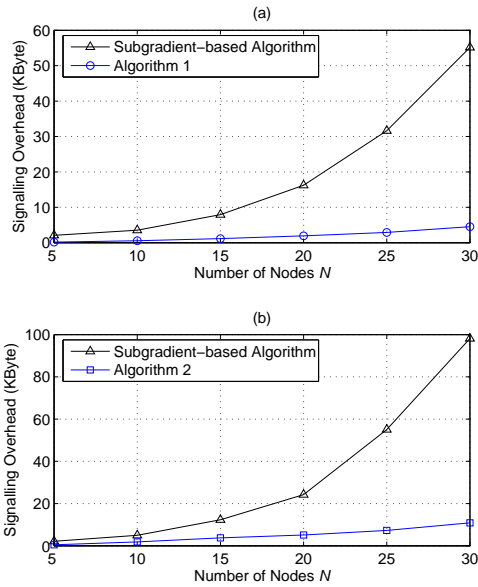 (a)
60
50
40
30
20
10
0
Signalling Overhead (KByte)
Subgradient−based Algorithm
Algorithm 1
5
10
15
20
25
30
Number of Nodes N
(b)
100
80
60
40
20
0
Signalling Overhead (KByte)
Subgradient−based Algorithm
Algorithm 2
5
10
15
20
25
30
Number of Nodes N